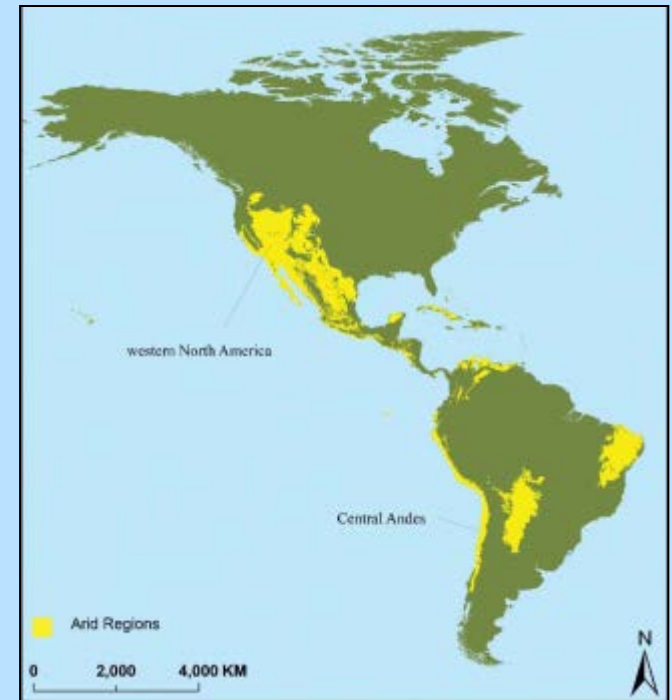 western North America
Central Andes
Arid Regions
N
0 2,000 4,000 KM